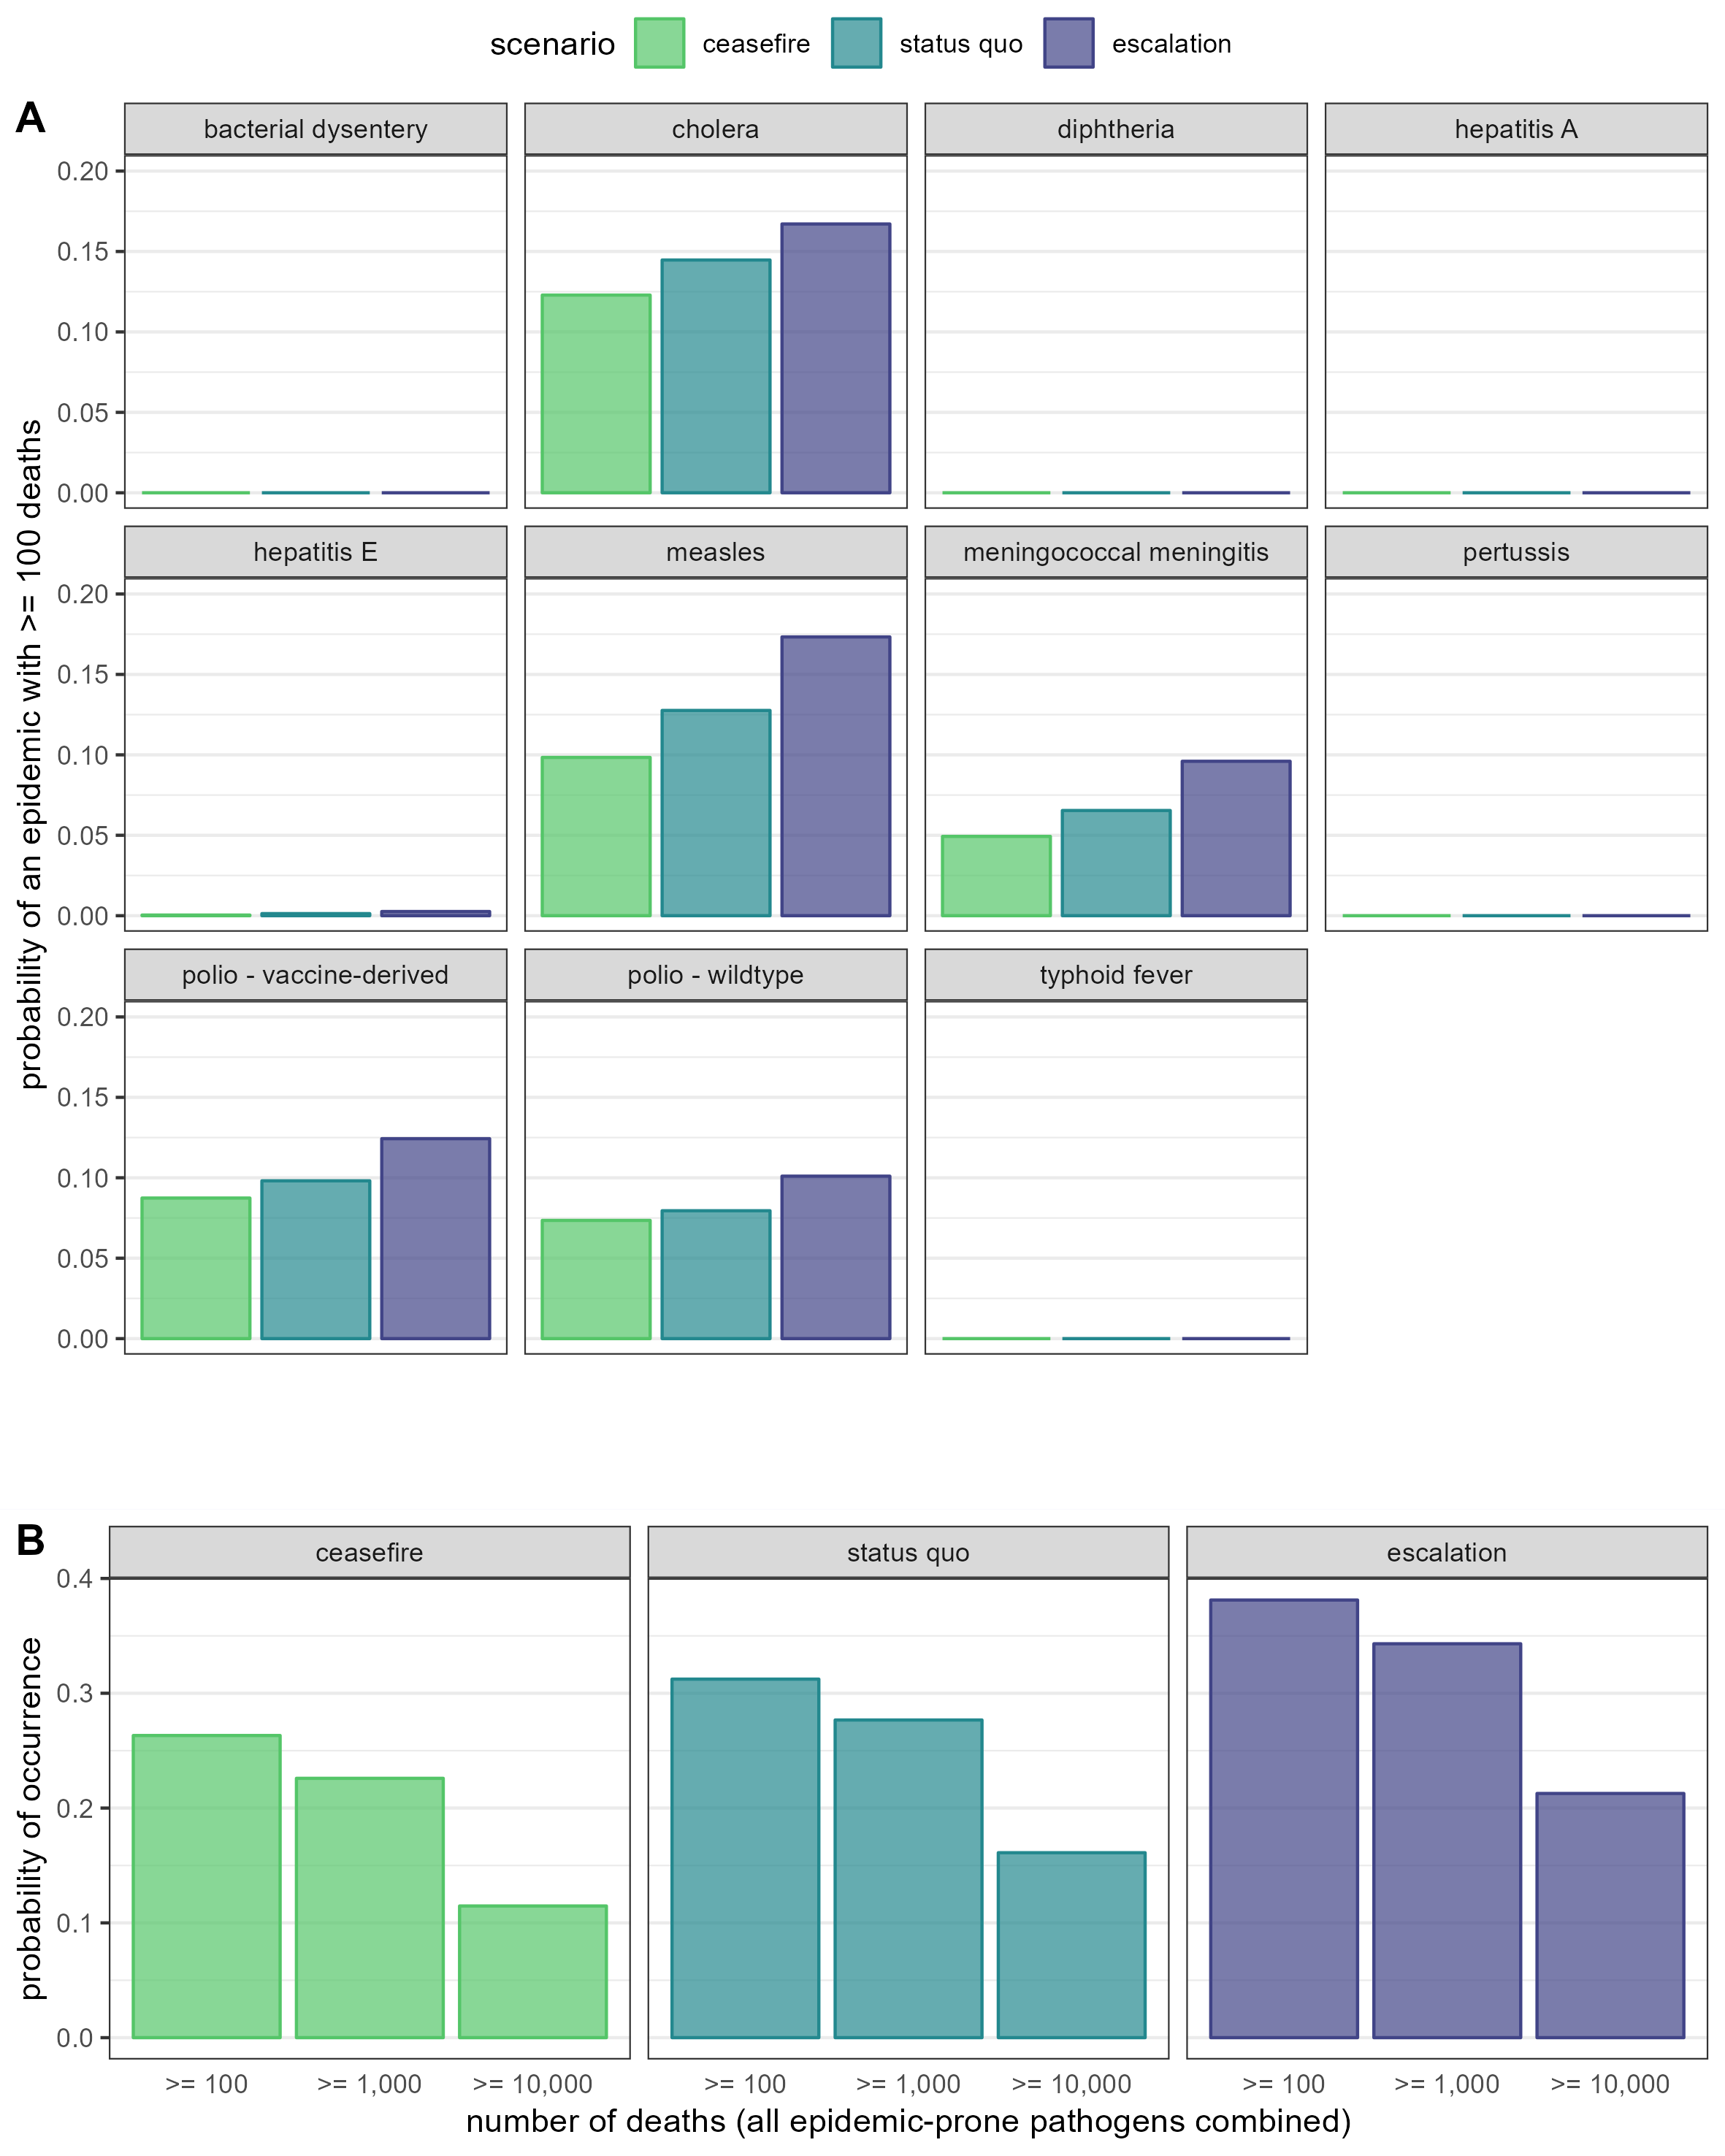 scenario ceasefire status quo escalation
A
bacterial dysentery cholera diphtheria hepatitis A
0.20
0.15
0.10
0.05
0.00
hepatitis E measles meningococcal meningitis pertussis
0.20
0.15
0.10
0.05
0.00
probability of an epidemic with >= 100 deaths
polio - vaccine-derived polio - wildtype typhoid fever
0.20
0.15
0.10
0.05
0.00
B
ceasefire status quo escalation
0.4
0.3
0.2
0.1
0.0
probability of occurrence
>= 100 >= 1,000 >= 10,000 >= 100 >= 1,000 >= 10,000 >= 100 >= 1,000 >= 10,000
number of deaths (all epidemic-prone pathogens combined)